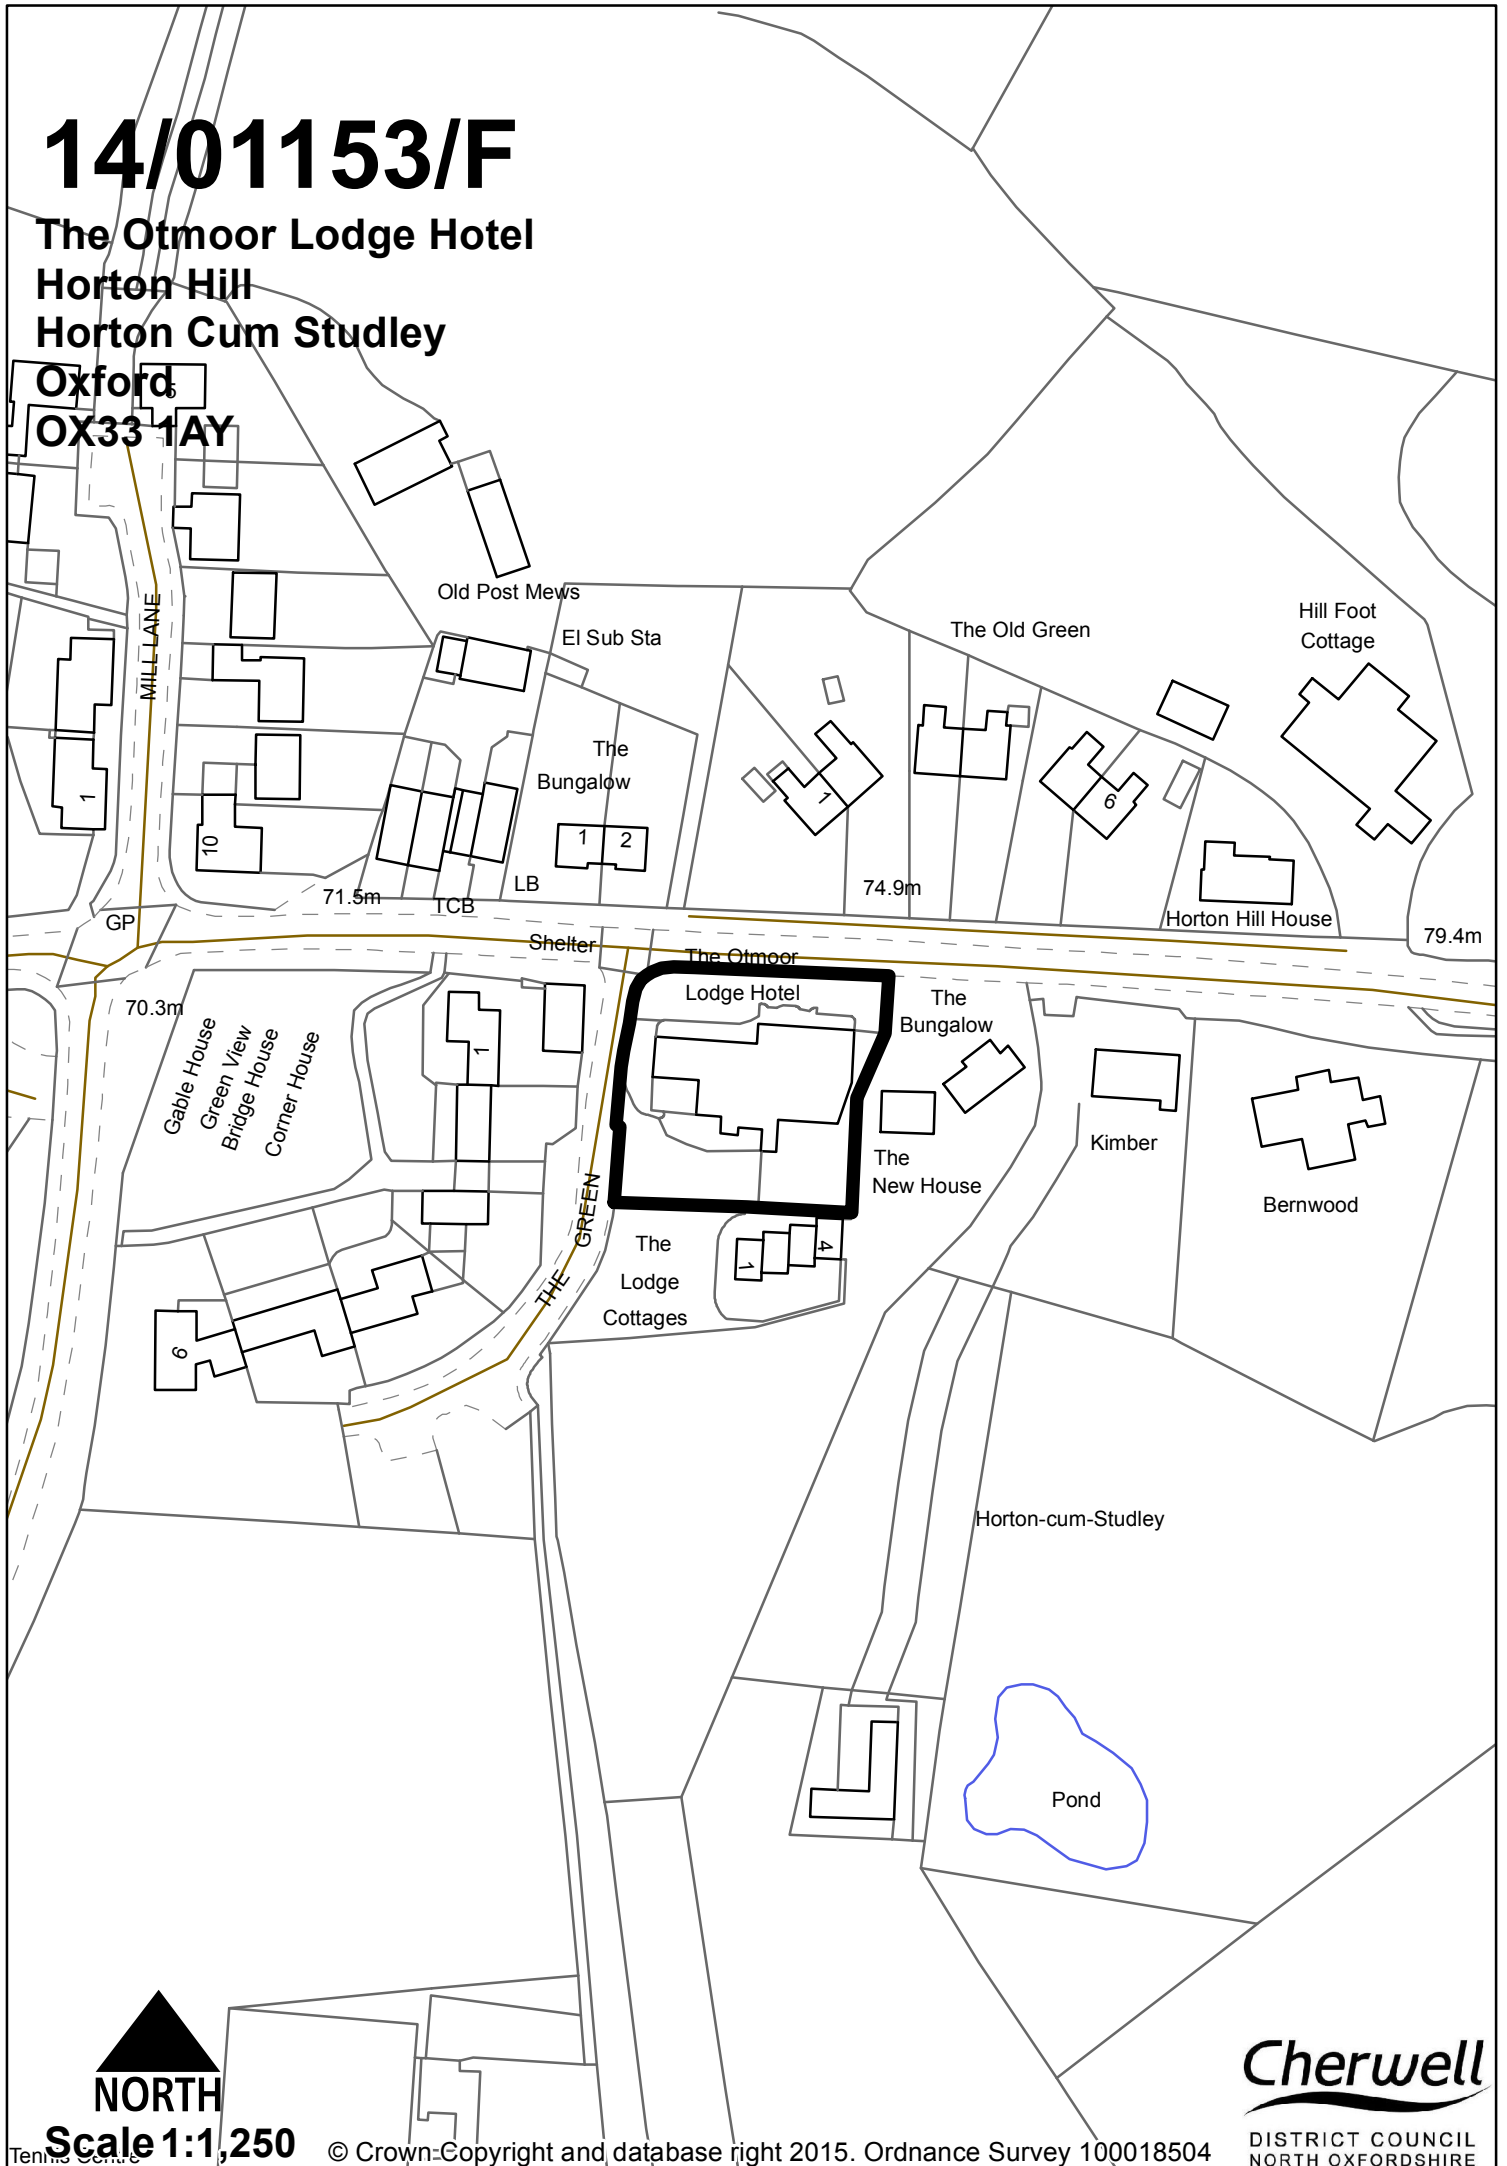 14/01153/F
The Otmoor Lodge Hotel
Horton Hill
Horton Cum Studley
Oxford
5
OX33 1AY
Old Post Mews
MILL LANE
El Sub Sta
The Old Green
Hill Foot
Cottage
The
Bungalow
1
1
6
10
1
2
71.5m
TCB
LB
74.9m
GP
Horton Hill House
79.4m
Shelter
The Otmoor
Lodge Hotel
70.3m
The
Bungalow
Gable House
Green View
Bridge House
Corner House
1
Kimber
The
New House
Bernwood
THE GREEN
The
Lodge
Cottages
1
4
6
Horton-cum-Studley
Pond
NORTH
Scale 1:1,250
Tennis Centre
© Crown Copyright and database right 2015. Ordnance Survey 100018504
Cherwell
DISTRICT COUNCIL
NORTH OXFORDSHIRE